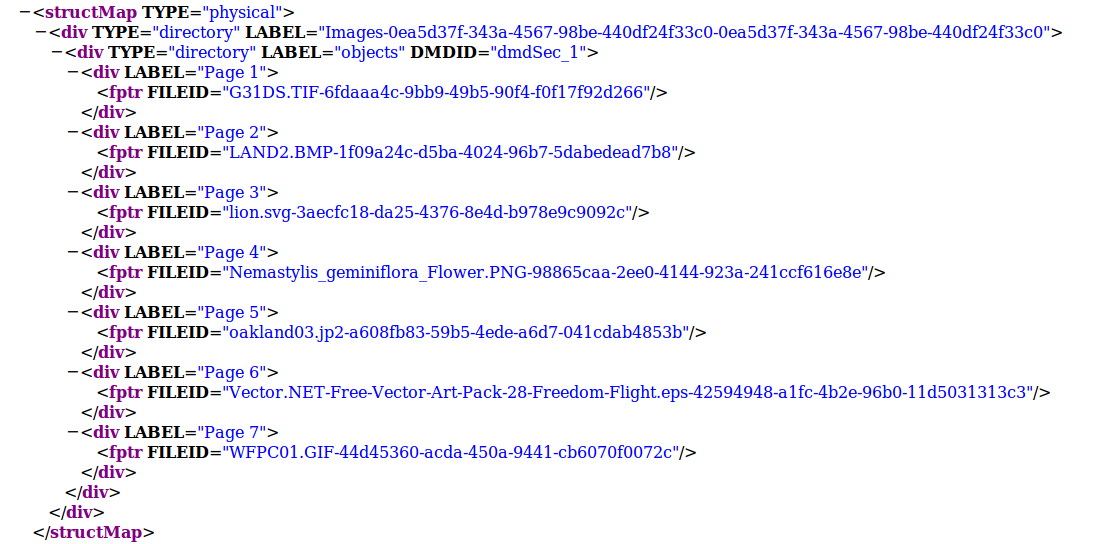 −<structMap TYPE="physical">
−<div TYPE="directory" LABEL="Images-0ea5d37f-343a-4567-98be-440df24f33c0-0ea5d37f-343a-4567-98be-440df24f33c0">
−<div TYPE="directory" LABEL="objects" DMDID="dmdSec_1">
−<div LABEL="Page 1">
<fptr FILEID="G31DS.TIF-6fdaaa4c-9bb9-49b5-90f4-f0f17f92d266"/>
</div>
−<div LABEL="Page 2">
<fptr FILEID="LAND2.BMP-1f09a24c-d5ba-4024-96b7-5dabedead7b8"/>
</div>
−<div LABEL="Page 3">
<fptr FILEID="lion.svg-3aecfc18-da25-4376-8e4d-b978e9c9092c"/>
</div>
−<div LABEL="Page 4">
<fptr FILEID="Nemastylis_geminiflora_Flower.PNG-98865caa-2ee0-4144-923a-241ccf616e8e"/>
</div>
−<div LABEL="Page 5">
<fptr FILEID="oakland03.jp2-a608fb83-59b5-4ede-a6d7-041cdab4853b"/>
</div>
−<div LABEL="Page 6">
<fptr FILEID="Vector.NET-Free-Vector-Art-Pack-28-Freedom-Flight.eps-42594948-a1fc-4b2e-96b0-11d5031313c3"/>
</div>
−<div LABEL="Page 7">
<fptr FILEID="WFPC01.GIF-44d45360-acda-450a-9441-cb6070f0072c"/>
</div>
</div>
</div>
</structMap>